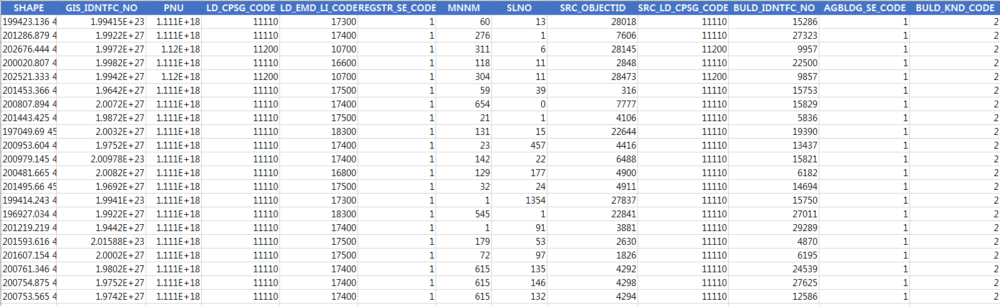 SHAPE GIS_IDNTFC_NO PNU LD_CPSG_CODE LD_EMD_LI_CODE REGSTR_SE_CODE MNNM SLNO SRC_OBJECTID SRC_LD_CPSG_CODE BULD_IDNTFC_NO AGBLDG_SE_CODE BULD_KND_CODE
199423.136 4 1.99415E+23 1.111E+18 11110 17300 1 60 13 28018 11110 15286 1 2
201286.879 4 1.9922E+27 1.111E+18 11110 17400 1 276 1 7606 11110 27323 1 2
202676.444 4 1.9972E+27 1.12E+18 11200 10700 1 311 6 28145 11200 9957 1 2
200020.807 4 1.9982E+27 1.111E+18 11110 16600 1 118 11 2848 11110 22500 1 2
202521.333 4 1.9942E+27 1.12E+18 11200 10700 1 304 11 28473 11200 9857 1 2
201453.366 4 1.9642E+27 1.111E+18 11110 17500 1 59 39 316 11110 15753 1 2
200807.894 4 2.0072E+27 1.111E+18 11110 17400 1 654 0 7777 11110 15829 1 2
201443.425 4 1.9872E+27 1.111E+18 11110 17500 1 21 1 4106 11110 5836 1 2
197049.69 45 2.0032E+27 1.111E+18 11110 18300 1 131 15 22644 11110 19390 1 2
200953.604 4 1.9752E+27 1.111E+18 11110 17400 1 23 457 4416 11110 13437 1 2
200979.145 4 2.00978E+23 1.111E+18 11110 17400 1 142 22 6488 11110 15821 1 2
200481.665 4 2.0082E+27 1.111E+18 11110 16800 1 129 177 4900 11110 6182 1 2
201495.66 45 1.9692E+27 1.111E+18 11110 17500 1 32 24 4911 11110 14694 1 2
199414.243 4 1.9941E+23 1.111E+18 11110 17300 1 1 1354 27837 11110 15750 1 2
196927.034 4 1.9922E+27 1.111E+18 11110 18300 1 545 1 22841 11110 27011 1 2
201219.219 4 1.9442E+27 1.111E+18 11110 17400 1 1 91 3881 11110 29289 1 2
201593.616 4 2.01588E+23 1.111E+18 11110 17500 1 179 53 2630 11110 4870 1 2
201607.154 4 2.0002E+27 1.111E+18 11110 17500 1 72 97 1826 11110 6195 1 2
200761.346 4 1.9802E+27 1.111E+18 11110 17400 1 615 135 4292 11110 24539 1 2
200754.875 4 1.9752E+27 1.111E+18 11110 17400 1 615 146 4298 11110 27625 1 2
200753.565 4 1.9742E+27 1.111E+18 11110 17400 1 615 132 4294 11110 12586 1 2